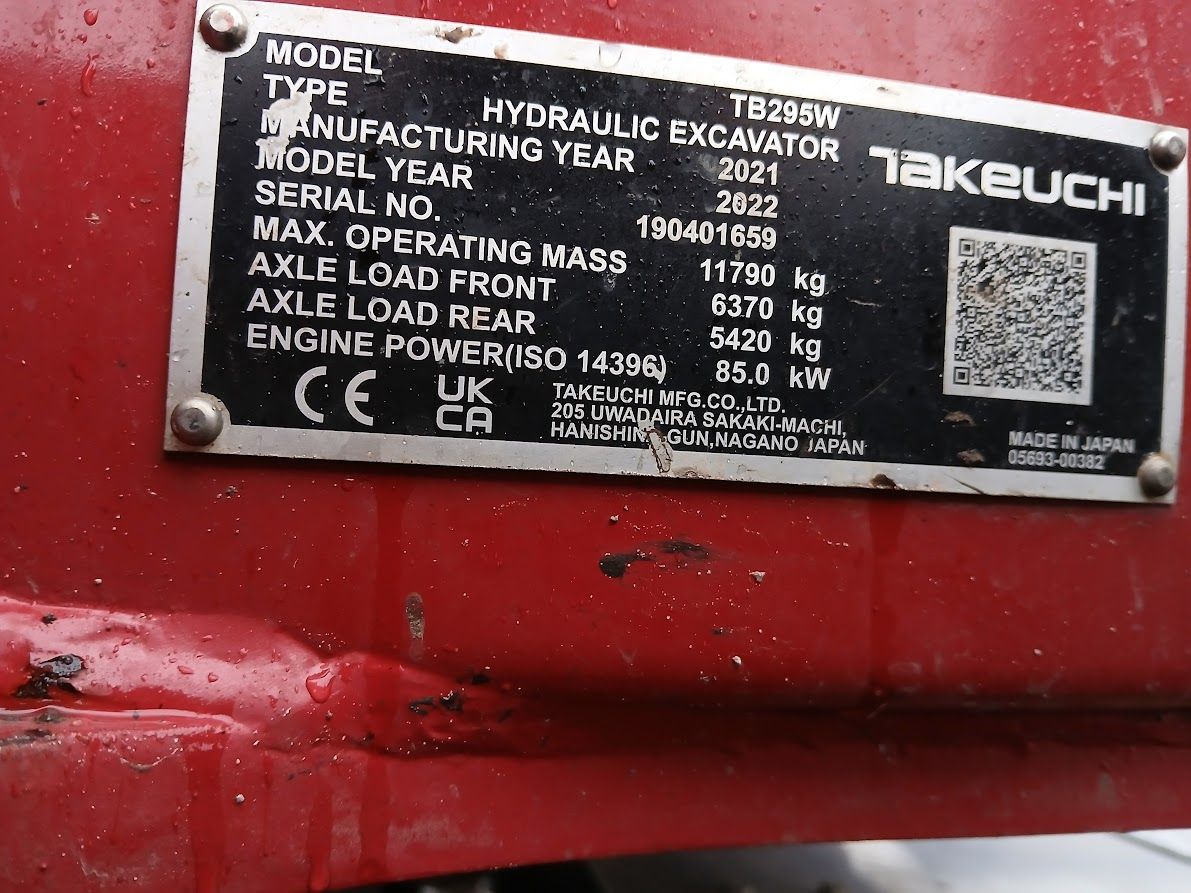 MODEL TB295W
TYPE HYDRAULIC EXCAVATOR
MANUFACTURING YEAR 2021
MODEL YEAR 2022
SERIAL NO. 190401659
MAX. OPERATING MASS 11790 kg
AXLE LOAD FRONT 6370 kg
AXLE LOAD REAR 5420 kg
ENGINE POWER(ISO 14396) 85.0 kW
TAKEUCHI
CE
UK
CA
TAKEUCHI MFG.CO.,LTD.
205 UWADAIRA SAKAKI-MACHI,
HANISHINA-GUN,NAGANO JAPAN
MADE IN JAPAN
05693-00382